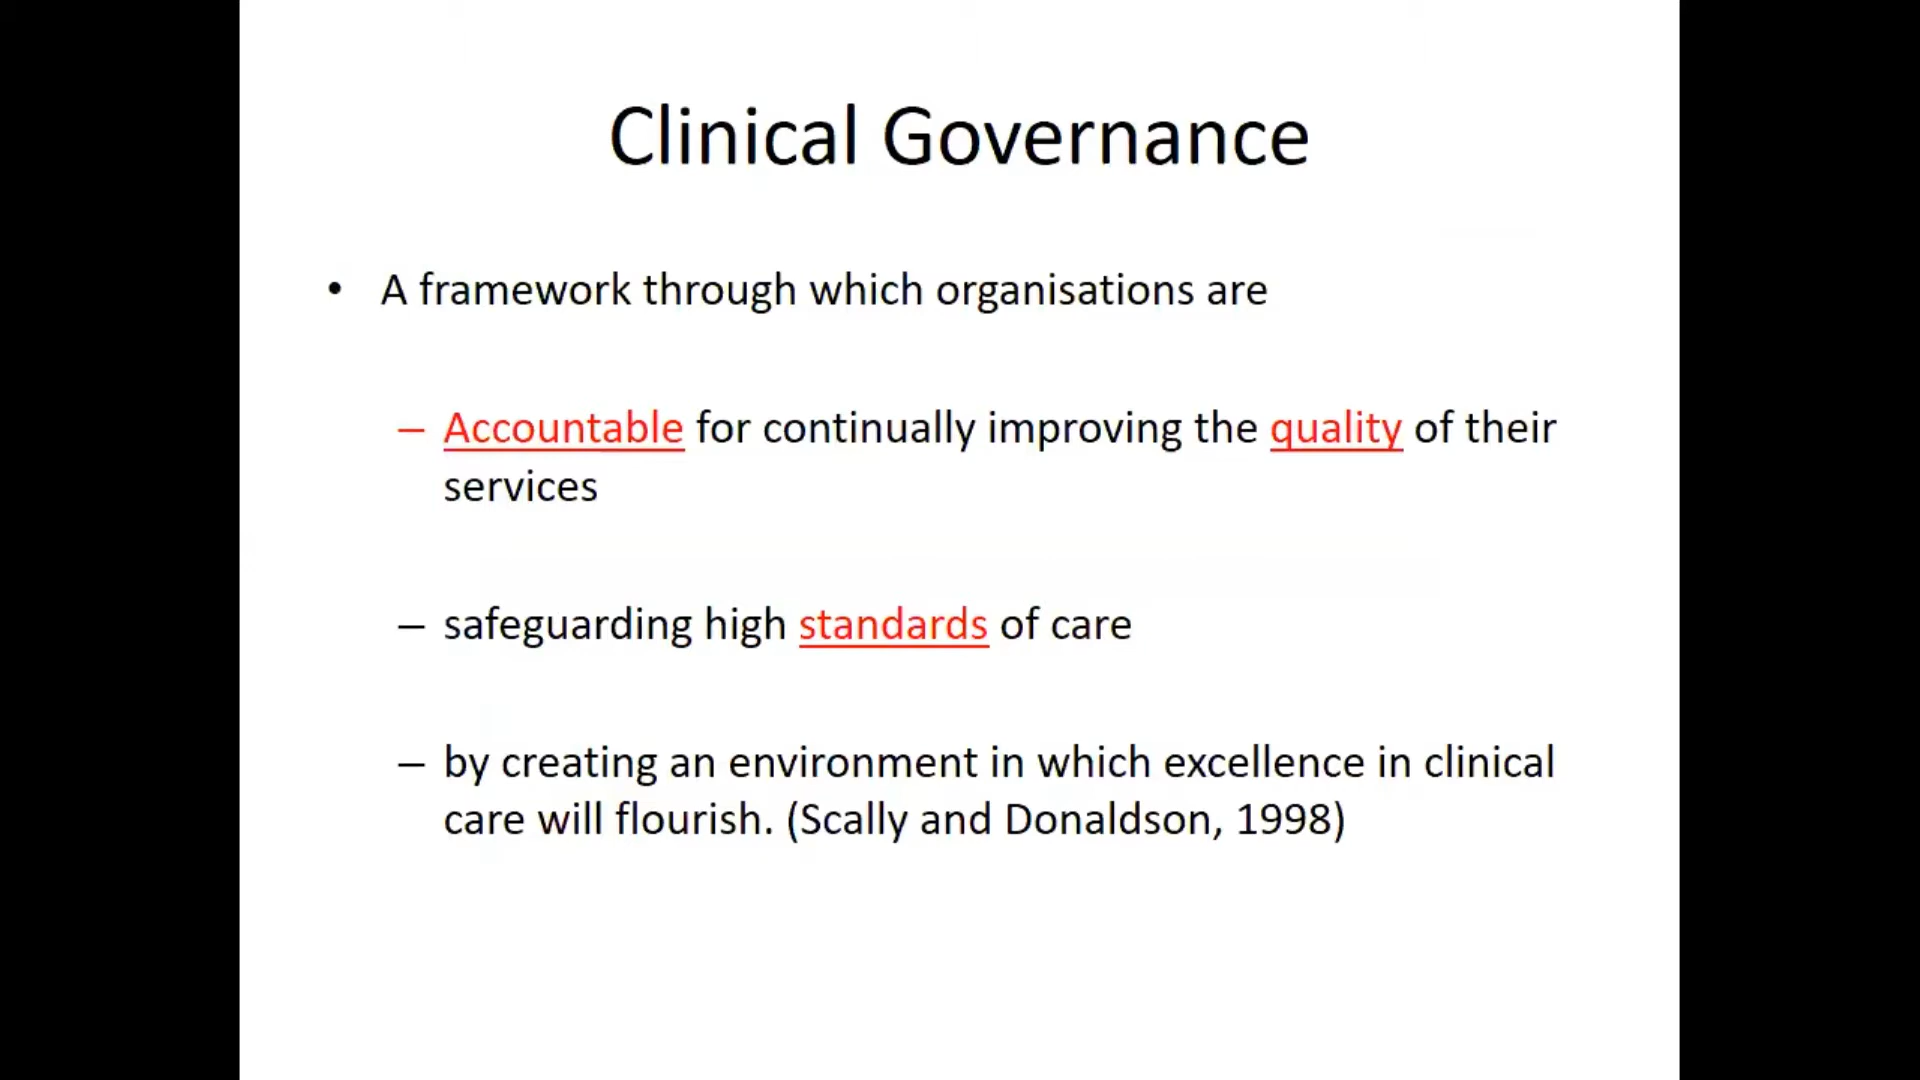 Clinical Governance
• A framework through which organisations are
– Accountable for continually improving the quality of their
services
– safeguarding high standards of care
– by creating an environment in which excellence in clinical
care will flourish. (Scally and Donaldson, 1998)